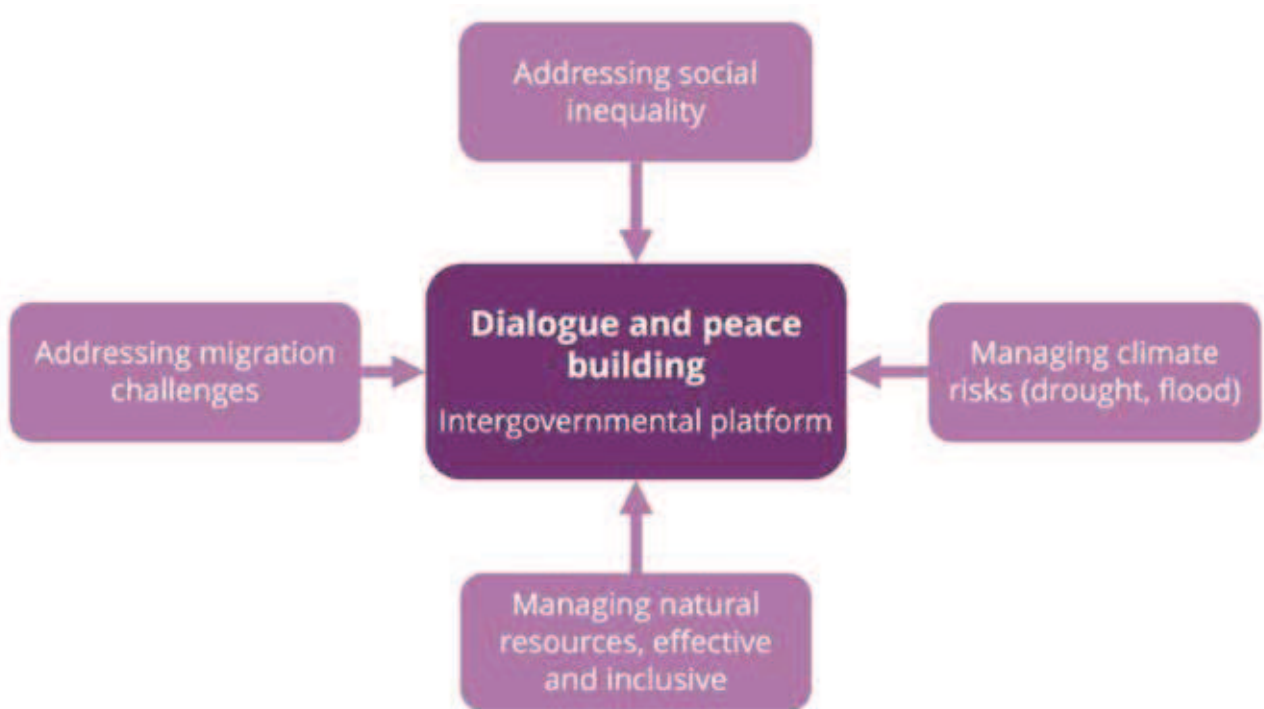 Addressing social
inequality
Addressing migration
challenges
Dialogue and peace
building
Intergovernmental platform
Managing climate
risks (drought, flood)
Managing natural
resources, effective
and inclusive